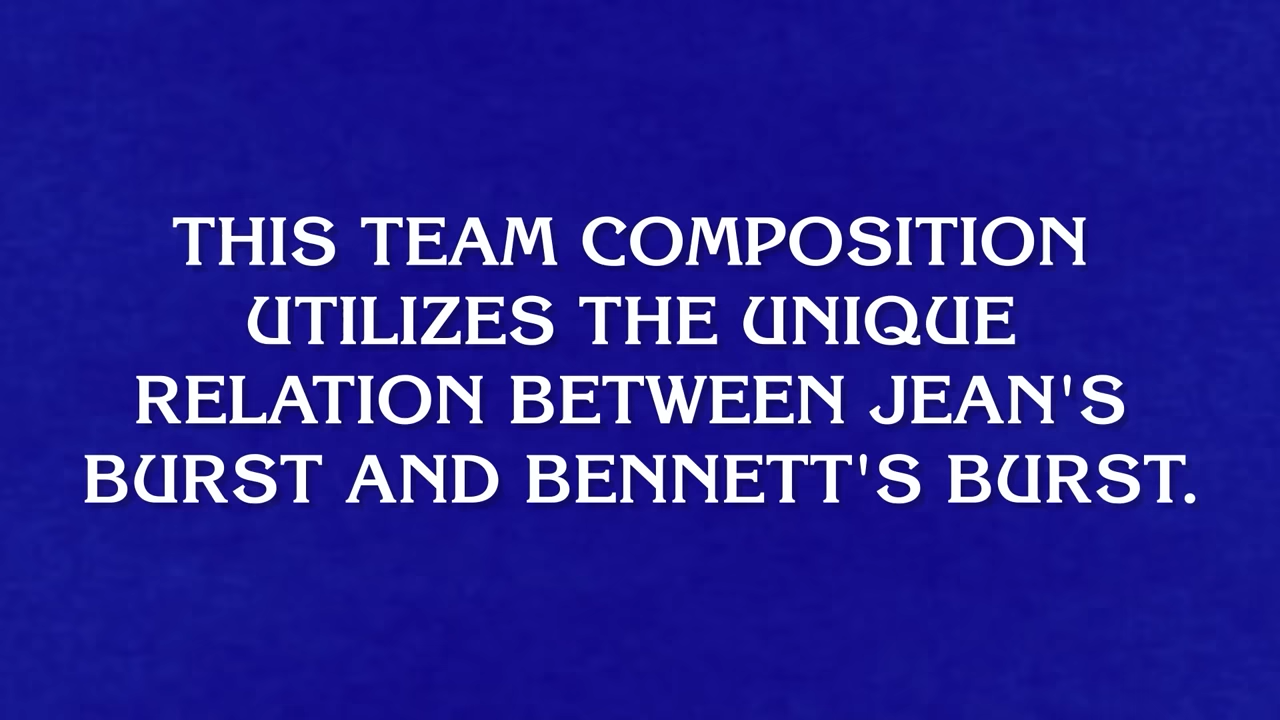 THIS TEAM COMPOSITION
UTILIZES THE UNIQUE
RELATION BETWEEN JEAN'S
BURST AND BENNETT'S BURST.